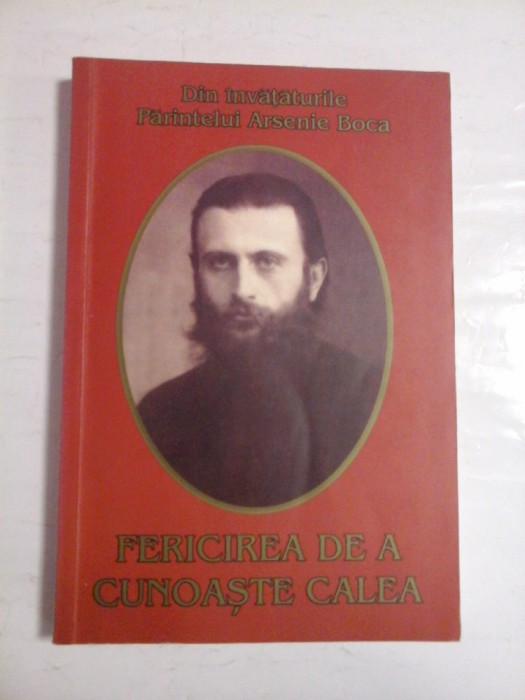 Din învățăturile
Părintelui Arsenie Boca
FERICIREA DE A
CUNOAȘTE CALEA